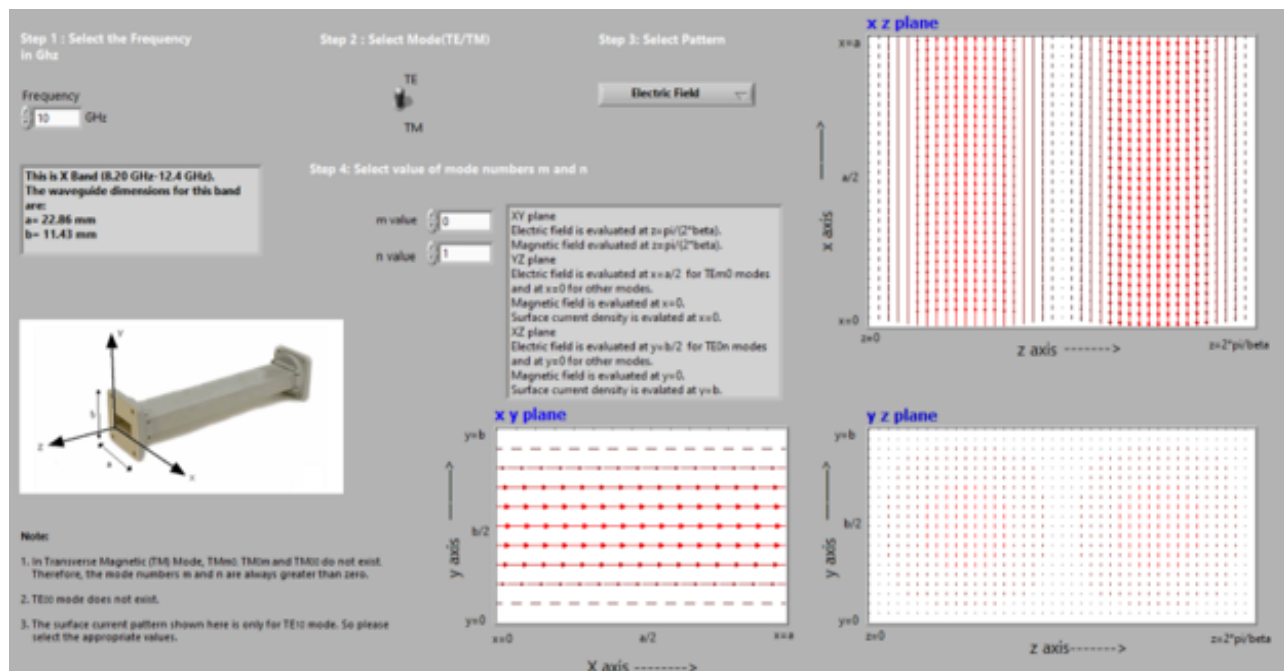 Step 1 : Select the Frequency
in Ghz
Frequency
10 GHz
This is X Band (8.20 GHz-12.4 GHz).
The waveguide dimensions for this band
are:
a= 22.86 mm
b= 11.43 mm
Step 2 : Select Mode(TE/TM)
TE
TM
Step 3: Select Pattern
Electric Field
Step 4: Select value of mode numbers m and n
m value 0
n value 1
XY plane
Electric field is evaluated at z=pi/(2*beta).
Magnetic field evaluated at z=pi/(2*beta).
YZ plane
Electric field is evaluated at x=a/2 for TEm0 modes
and at x=0 for other modes.
Magnetic field is evaluated at x=0.
Surface current density is evalated at x=0.
XZ plane
Electric field is evaluated at y=b/2 for TE0n modes
and at y=0 for other modes.
Magnetic field is evaluated at y=0.
Surface current density is evalated at y=b.
Y
b
z
a
x
Note:
1. In Transverse Magnetic (TM) Mode, TMm0, TM0m and TM00 do not exist.
Therefore, the mode numbers m and n are always greater than zero.
2. TE00 mode does not exist.
3. The surface current pattern shown here is only for TE10 mode. So please
select the appropriate values.
x z plane
x=a
a/2
x=0
x axis ------>
z=0
z axis ------->
z=2*pi/beta
x y plane
y=b
b/2
y=0
y axis ------>
x=0
a/2
x=a
X axis -------->
y z plane
y=b
b/2
y=0
y axis ------>
z=0
z axis------->
z=2*pi/beta